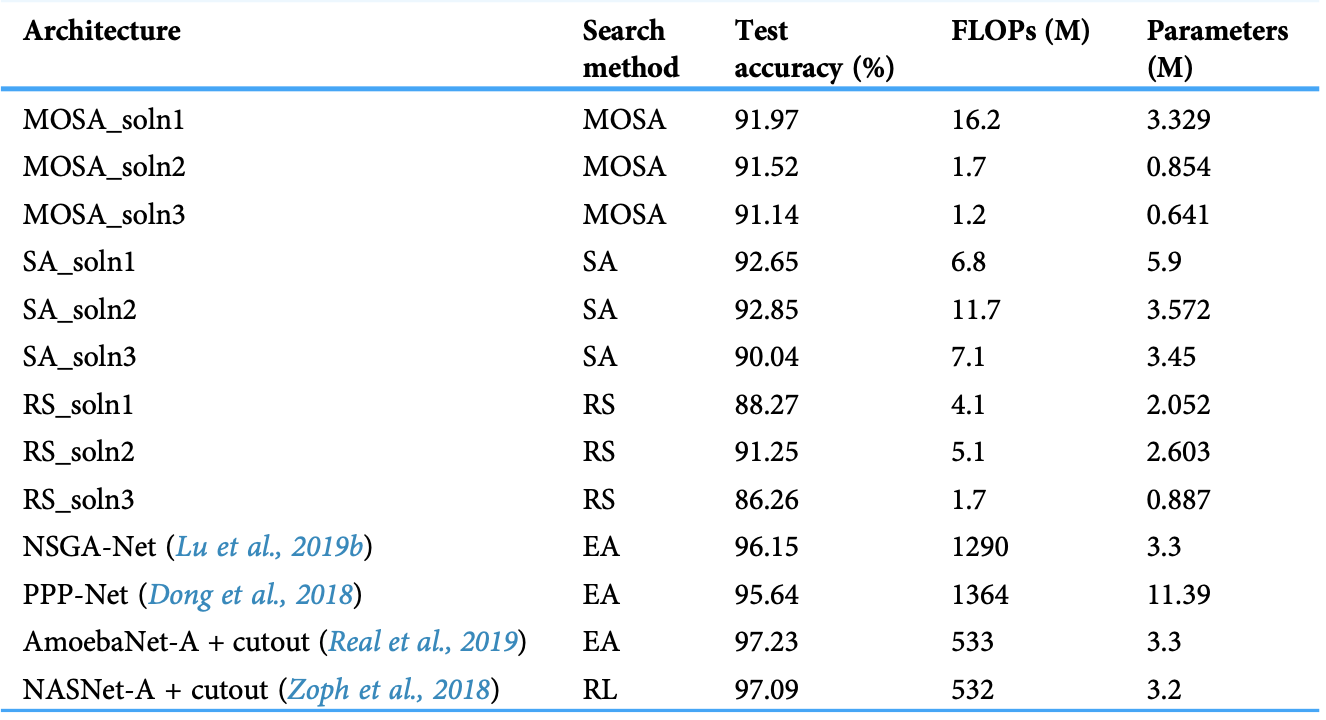 Architecture Search method Test accuracy (%) FLOPs (M) Parameters (M)
MOSA_soln1 MOSA 91.97 16.2 3.329
MOSA_soln2 MOSA 91.52 1.7 0.854
MOSA_soln3 MOSA 91.14 1.2 0.641
SA_soln1 SA 92.65 6.8 5.9
SA_soln2 SA 92.85 11.7 3.572
SA_soln3 SA 90.04 7.1 3.45
RS_soln1 RS 88.27 4.1 2.052
RS_soln2 RS 91.25 5.1 2.603
RS_soln3 RS 86.26 1.7 0.887
NSGA-Net (Lu et al., 2019b) EA 96.15 1290 3.3
PPP-Net (Dong et al., 2018) EA 95.64 1364 11.39
AmoebaNet-A + cutout (Real et al., 2019) EA 97.23 533 3.3
NASNet-A + cutout (Zoph et al., 2018) RL 97.09 532 3.2